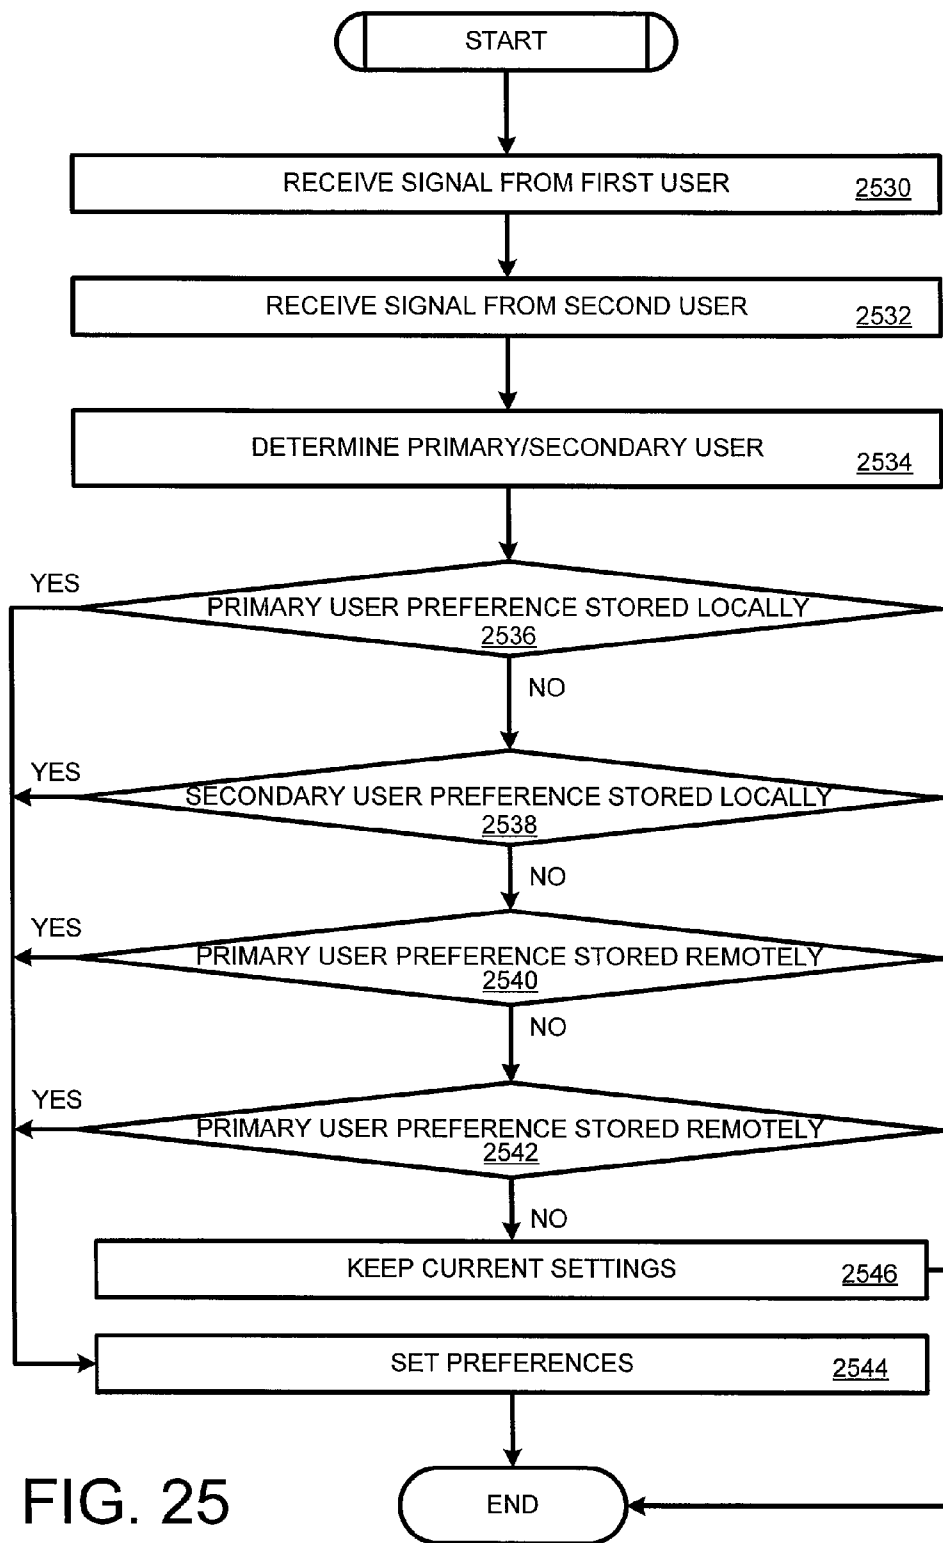 START
RECEIVE SIGNAL FROM FIRST USER 2530
RECEIVE SIGNAL FROM SECOND USER 2532
DETERMINE PRIMARY/SECONDARY USER 2534
YES
PRIMARY USER PREFERENCE STORED LOCALLY
2536
NO
YES
SECONDARY USER PREFERENCE STORED LOCALLY
2538
NO
YES
PRIMARY USER PREFERENCE STORED REMOTELY
2540
NO
YES
PRIMARY USER PREFERENCE STORED REMOTELY
2542
NO
KEEP CURRENT SETTINGS 2546
SET PREFERENCES 2544
FIG. 25
END